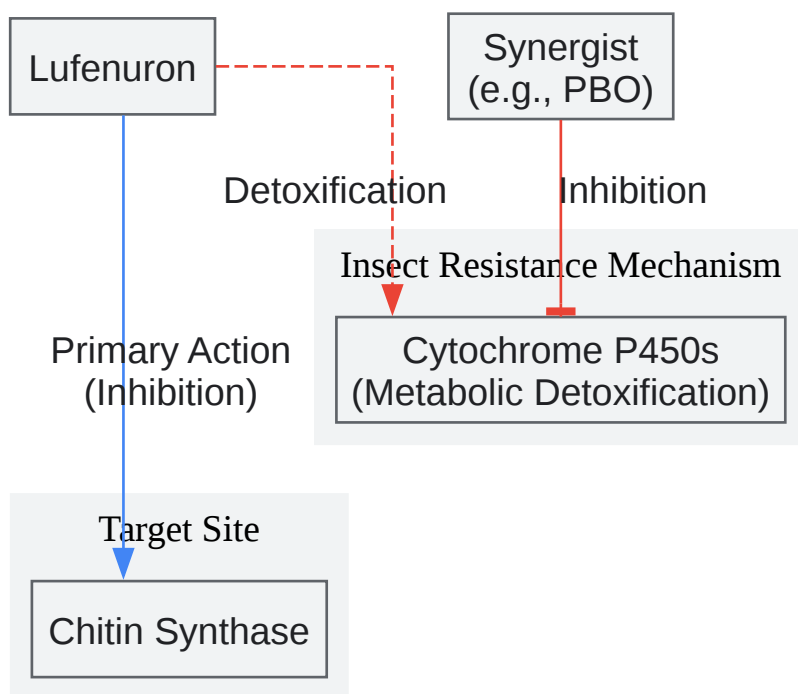 Lufenuron
Synergist
(e.g., PBO)
Detoxification
Inhibition
Insect Resistance Mechanism
Cytochrome P450s
(Metabolic Detoxification)
Primary Action
(Inhibition)
Target Site
Chitin Synthase